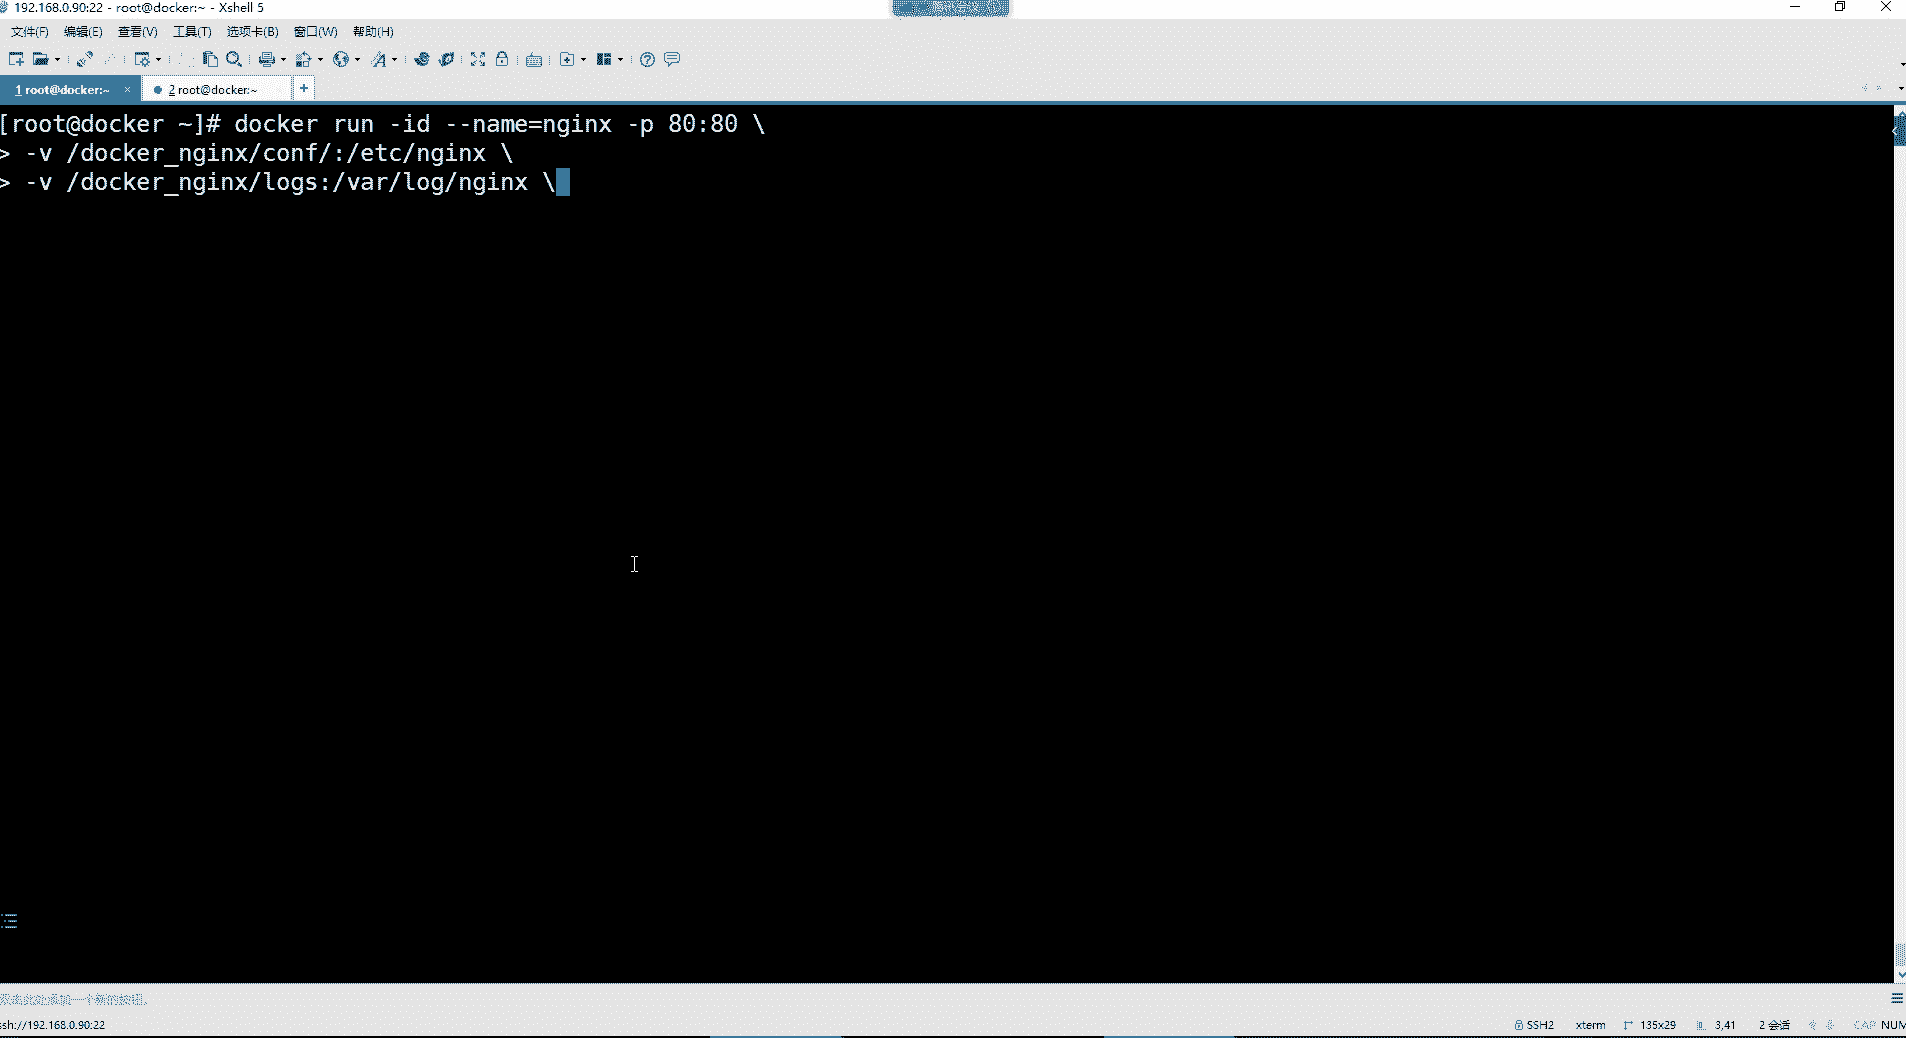 192.168.0.90:22 - root@docker:~ - Xshell 5
文件(F) 编辑(E) 查看(V) 工具(T) 选项卡(B) 窗口(W) 帮助(H)
1 root@docker:~ × 2 root@docker:~ +
[root@docker ~]# docker run -id --name=nginx -p 80:80 \
> -v /docker_nginx/conf/:/etc/nginx \
> -v /docker_nginx/logs:/var/log/nginx \
ssh://192.168.0.90:22 SSH2 xterm 135x29 3,41 2 会话 CAP NUM